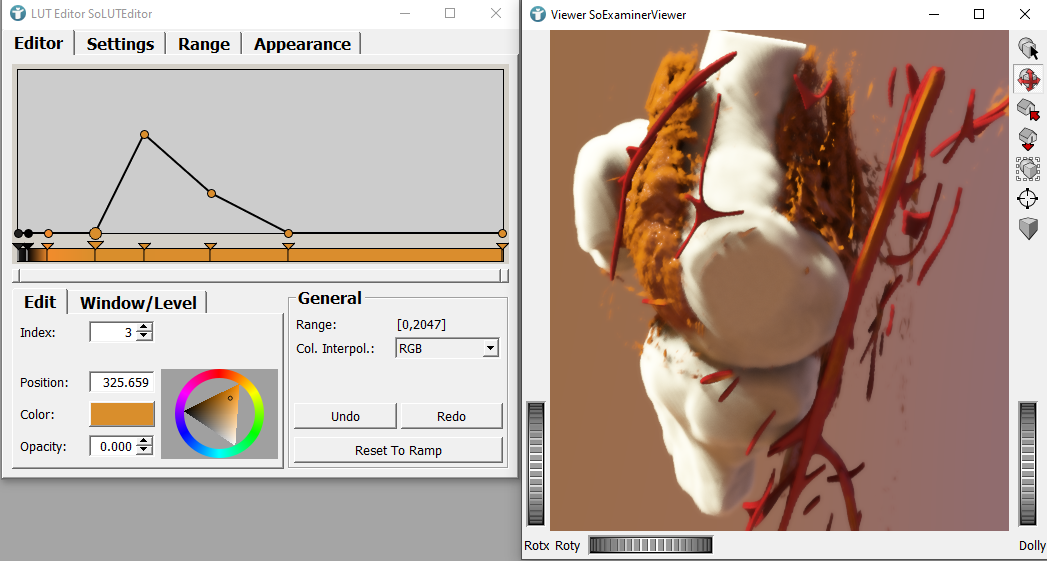 LUT Editor SoLUTEditor
Editor Settings Range Appearance
Edit Window/Level
Index: 3
Position: 325.659
Color:
Opacity: 0.000
General
Range: [0,2047]
Col. Interpol.: RGB
Undo Redo
Reset To Ramp
Viewer SoExaminerViewer
Rotx Roty Dolly